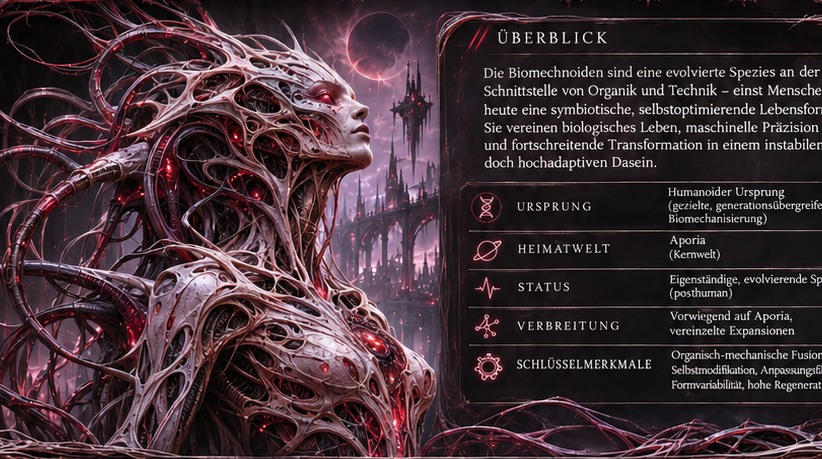 ÜBERBLICK
Die Biomechnoiden sind eine evolvierte Spezies an der
Schnittstelle von Organik und Technik – einst Mensche
heute eine symbiotische, selbstoptimierende Lebensfor
Sie vereinen biologisches Leben, maschinelle Präzision
und fortschreitende Transformation in einem instabilen
doch hochadaptiven Dasein.
URSPRUNG
Humanoider Ursprung
(gezielte, generationsübergreife
Biomechanisierung)
HEIMATWELT
Aporia
(Kernwelt)
STATUS
Eigenständige, evolvierende Sp
(posthuman)
VERBREITUNG
Vorwiegend auf Aporia,
vereinzelte Expansionen
SCHLÜSSELMERKMALE
Organisch-mechanische Fusion
Selbstmodifikation, Anpassungsfä
Formvariabilität, hohe Regenerat